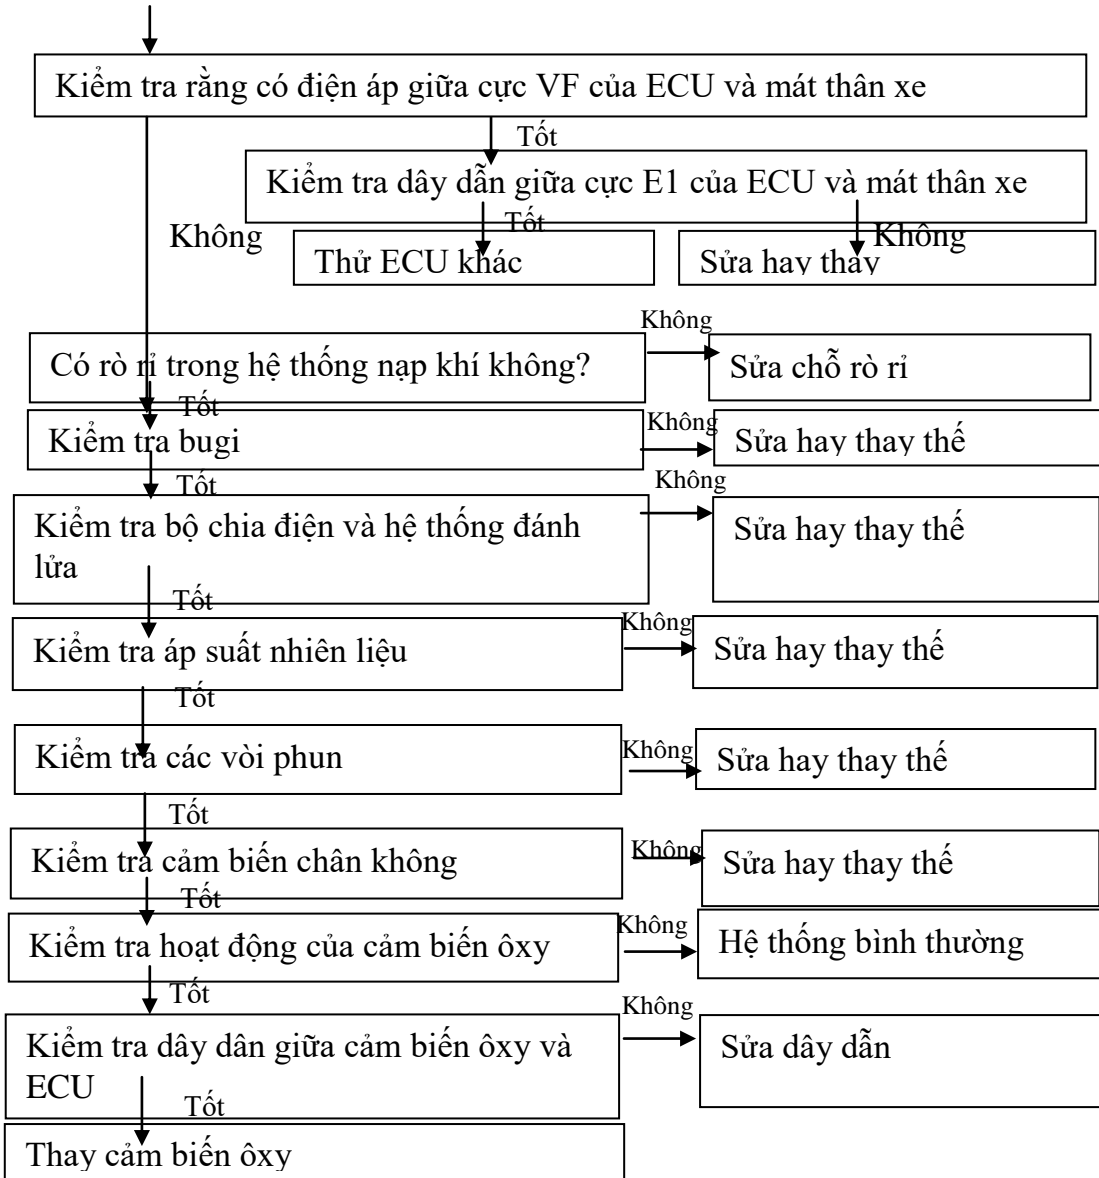 Kiểm tra rằng có điện áp giữa cực VF của ECU và mát thân xe
Tốt
Kiểm tra dây dẫn giữa cực E1 của ECU và mát thân xe
Tốt
Không
Không
Thử ECU khác
Sửa hay thay
Không
Có rò rỉ trong hệ thống nạp khí không?
Sửa chỗ rò rỉ
Tốt
Không
Kiểm tra bugi
Sửa hay thay thế
Tốt
Không
Kiểm tra bộ chia điện và hệ thống đánh
lửa
Sửa hay thay thế
Tốt
Không
Kiểm tra áp suất nhiên liệu
Sửa hay thay thế
Tốt
Không
Kiểm tra các vòi phun
Sửa hay thay thế
Tốt
Không
Kiểm tra cảm biến chân không
Sửa hay thay thế
Tốt
Không
Kiểm tra hoạt động của cảm biến ôxy
Hệ thống bình thường
Tốt
Không
Kiểm tra dây dân giữa cảm biến ôxy và
ECU
Sửa dây dẫn
Tốt
Thay cảm biến ôxy